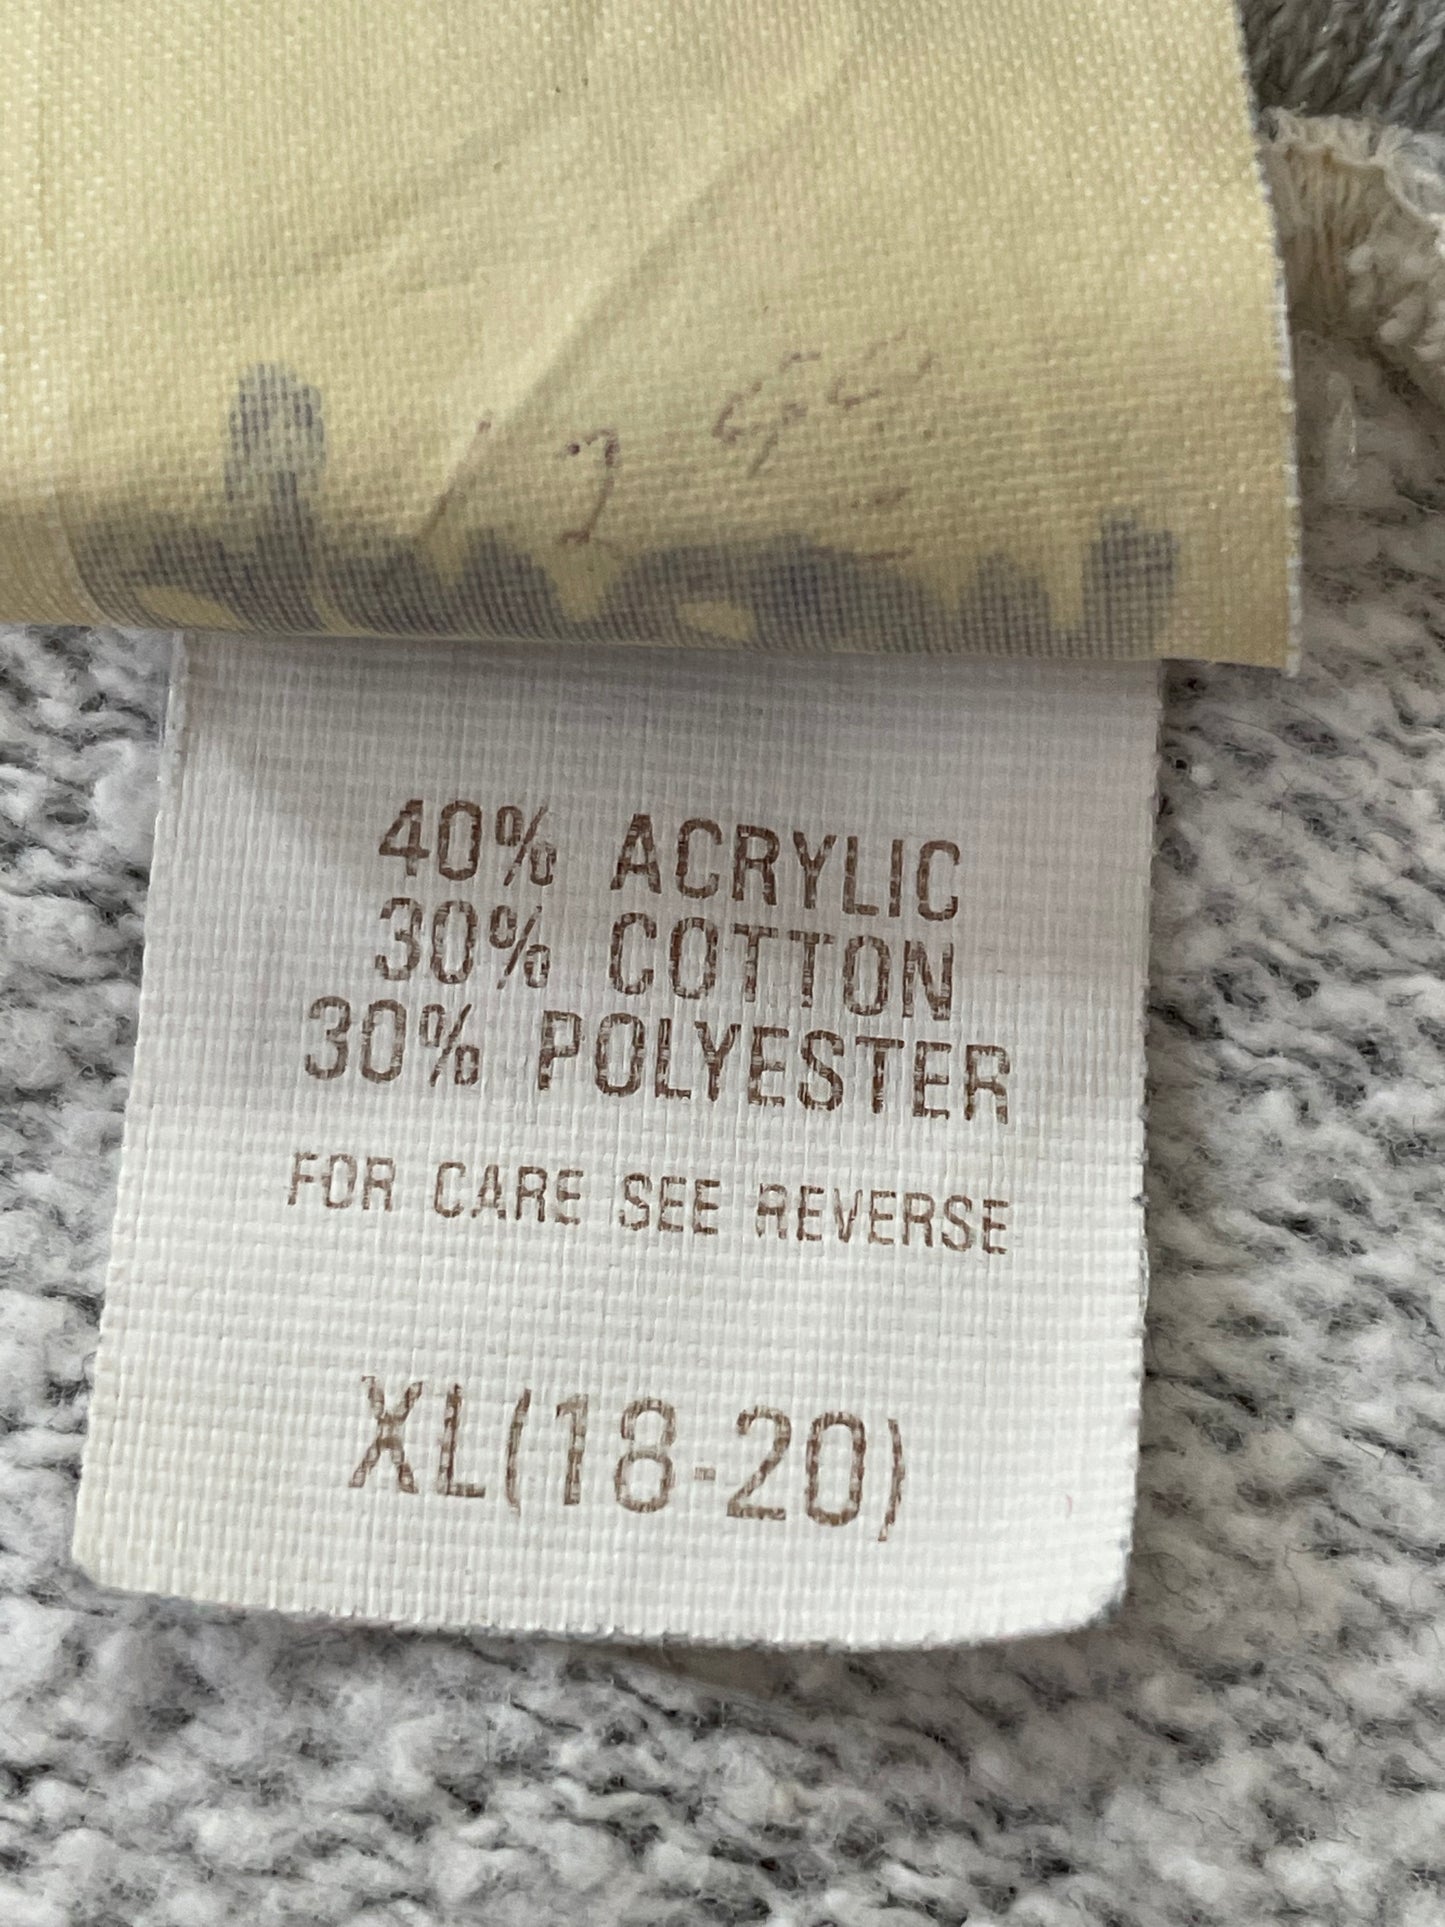 40% ACRYLIC
30% COTTON
30% POLYESTER
FOR CARE SEE REVERSE
XL(18-20)